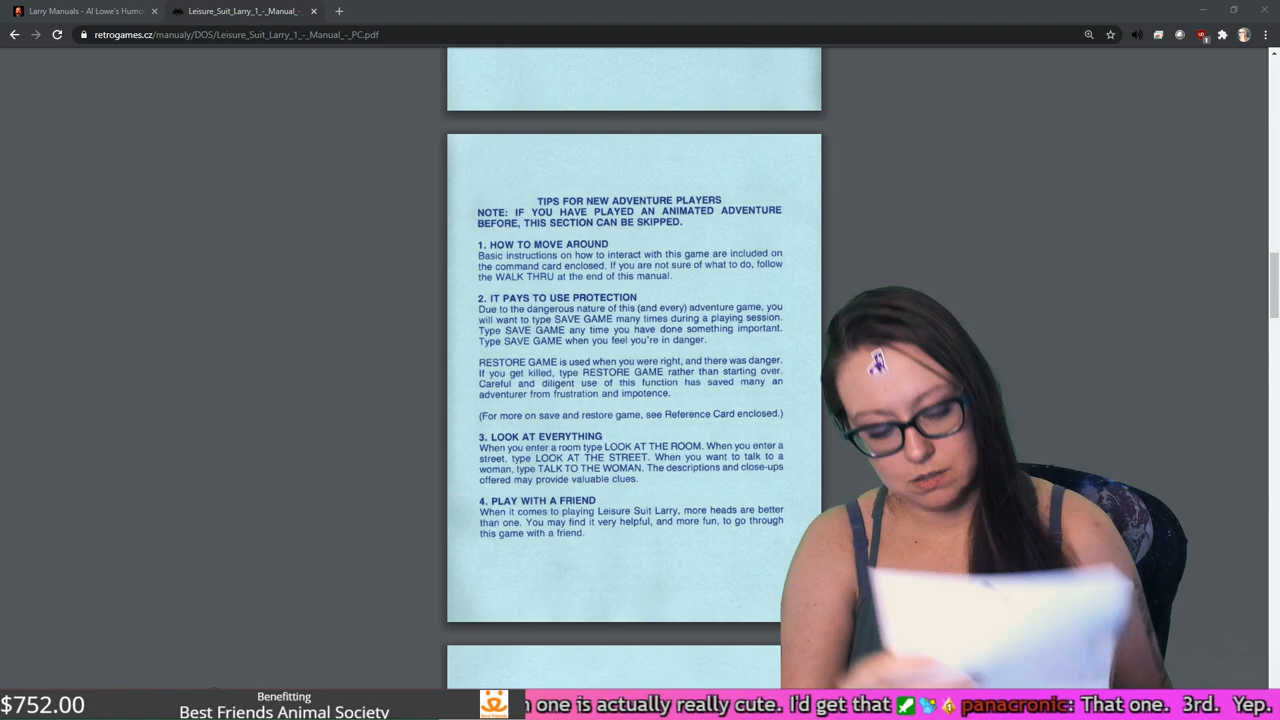 Larry Manuals - Al Lowe's Humo
Leisure_Suit_Larry_1_-_Manual_-_
retrogames.cz/manualy/DOS/Leisure_Suit_Larry_1_-_Manual_-_PC.pdf
TIPS FOR NEW ADVENTURE PLAYERS
NOTE: IF YOU HAVE PLAYED AN ANIMATED ADVENTURE
BEFORE, THIS SECTION CAN BE SKIPPED.
1. HOW TO MOVE AROUND
Basic instructions on how to interact with this game are included on
the command card enclosed. If you are not sure of what to do, follow
the WALK THRU at the end of this manual.
2. IT PAYS TO USE PROTECTION
Due to the dangerous nature of this (and every) adventure game, you
will want to type SAVE GAME many times during a playing session.
Type SAVE GAME any time you have done something important.
Type SAVE GAME when you feel you're in danger.
RESTORE GAME is used when you were right, and there was danger.
If you get killed, type RESTORE GAME rather than starting over.
Careful and diligent use of this function has saved many an
adventurer from frustration and impotence.
(For more on save and restore game, see Reference Card enclosed.)
3. LOOK AT EVERYTHING
When you enter a room type LOOK AT THE ROOM. When you enter a
street, type LOOK AT THE STREET. When you want to talk to a
woman, type TALK TO THE WOMAN. The descriptions and close-ups
offered may provide valuable clues.
4. PLAY WITH A FRIEND
When it comes to playing Leisure Suit Larry, more heads are better
than one. You may find it very helpful, and more fun, to go through
this game with a friend.
$752.00
Benefitting
Best Friends Animal Society
one is actually really cute. I'd get that panacronic: That one. 3rd. Yep.